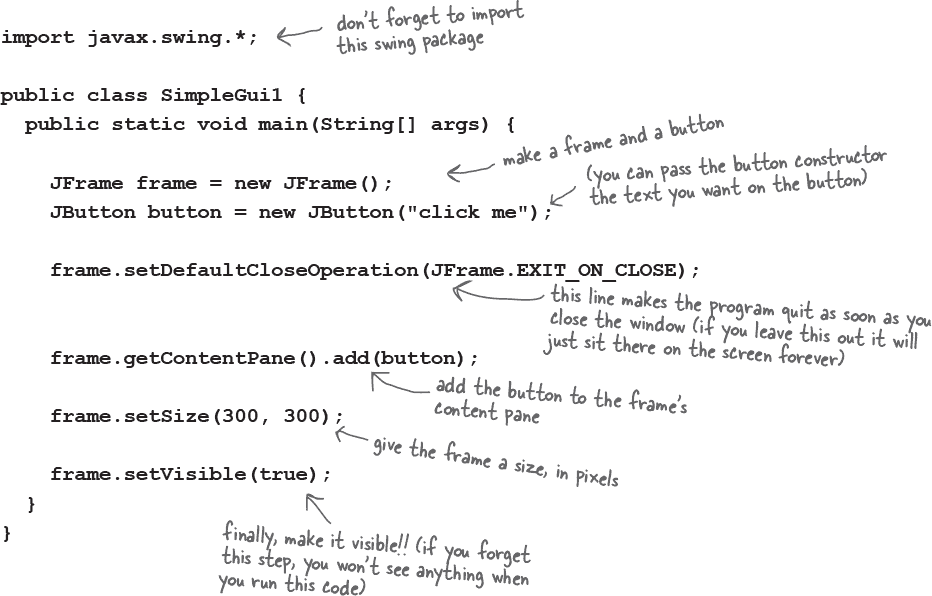 import javax.swing.*;
don't forget to import
this swing package
public class SimpleGui1 {
public static void main(String[] args) {
make a frame and a button
JFrame frame = new JFrame();
(you can pass the button constructor
the text you want on the button)
JButton button = new JButton("click me");
frame.setDefaultCloseOperation(JFrame.EXIT_ON_CLOSE);
this line makes the program quit as soon as you
close the window (if you leave this out it will
just sit there on the screen forever)
frame.getContentPane().add(button);
add the button to the frame's
content pane
frame.setSize(300, 300);
give the frame a size, in pixels
frame.setVisible(true);
}
}
finally, make it visible!! (if you forget
this step, you won't see anything when
you run this code)